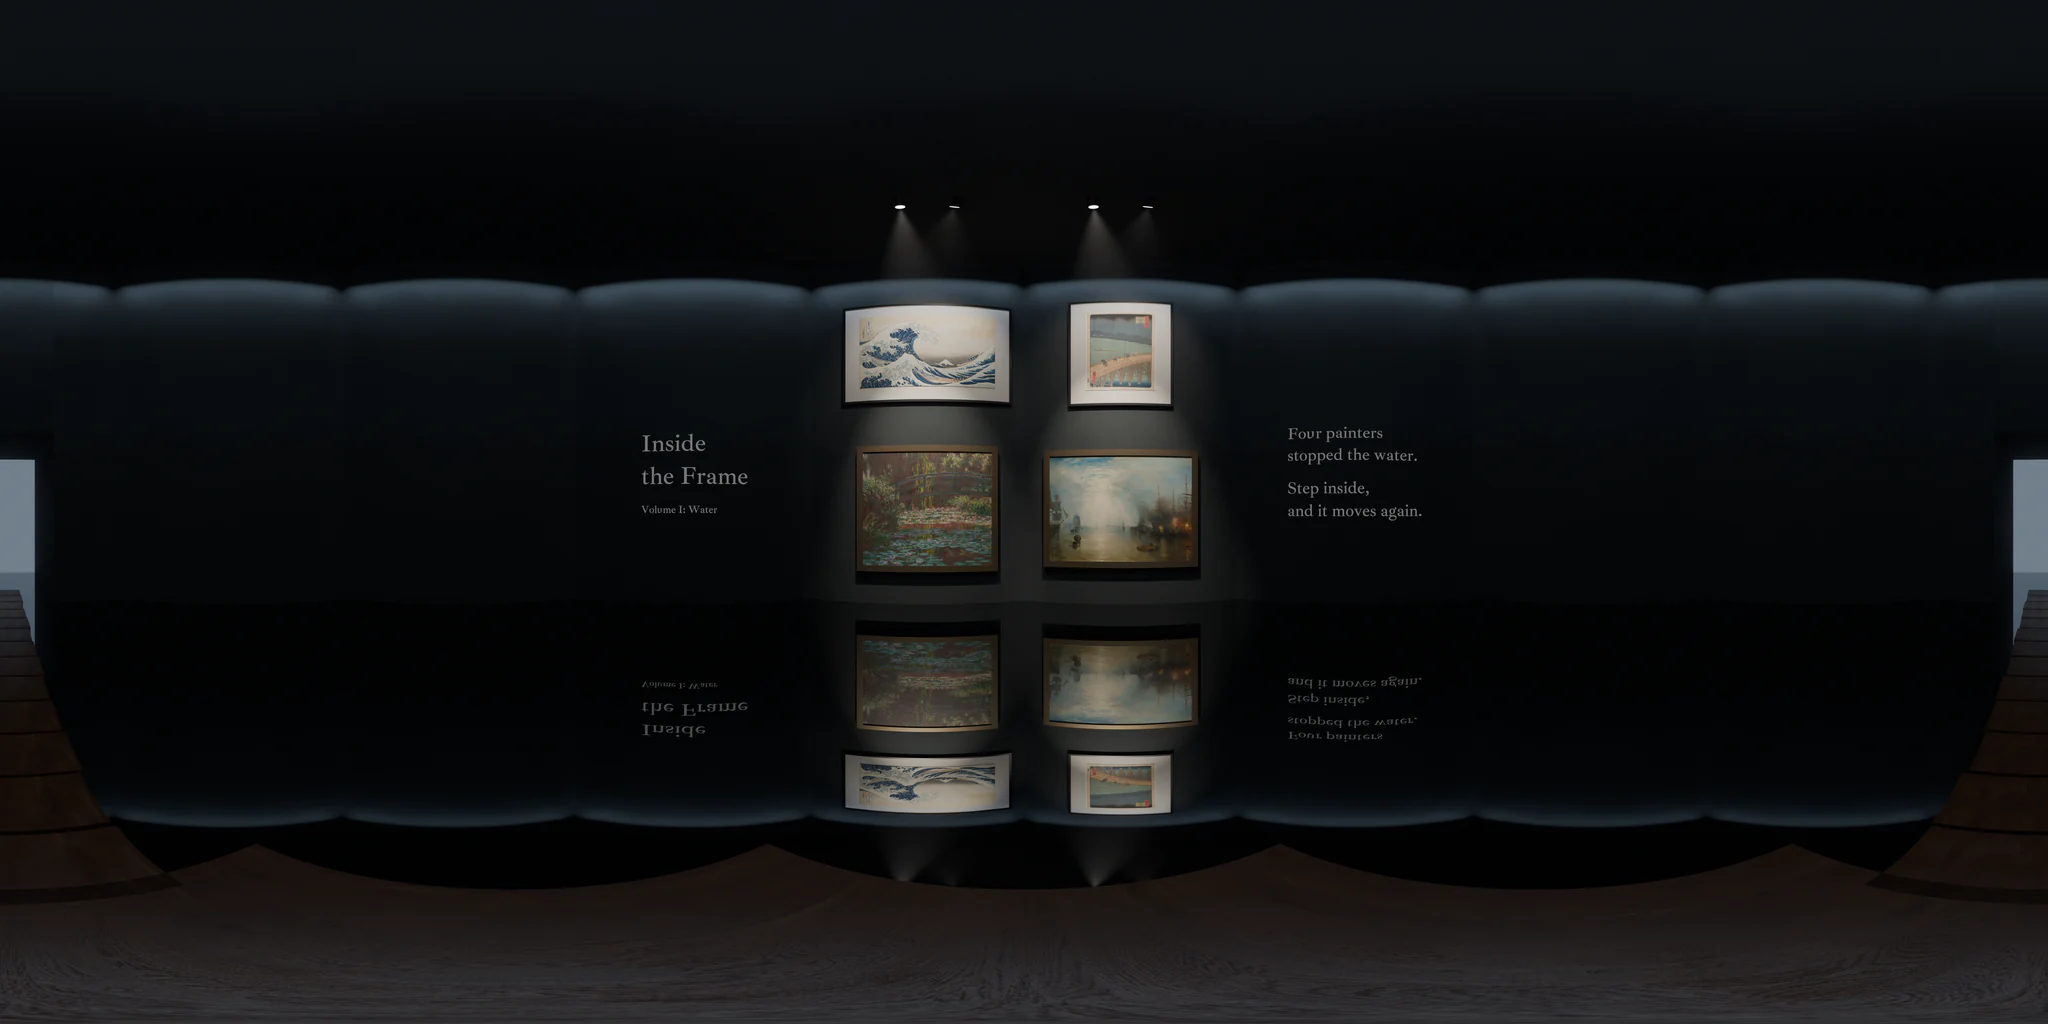 Inside
the Frame
Volume I: Water
Four painters
stopped the water.
Step inside,
and it moves again.